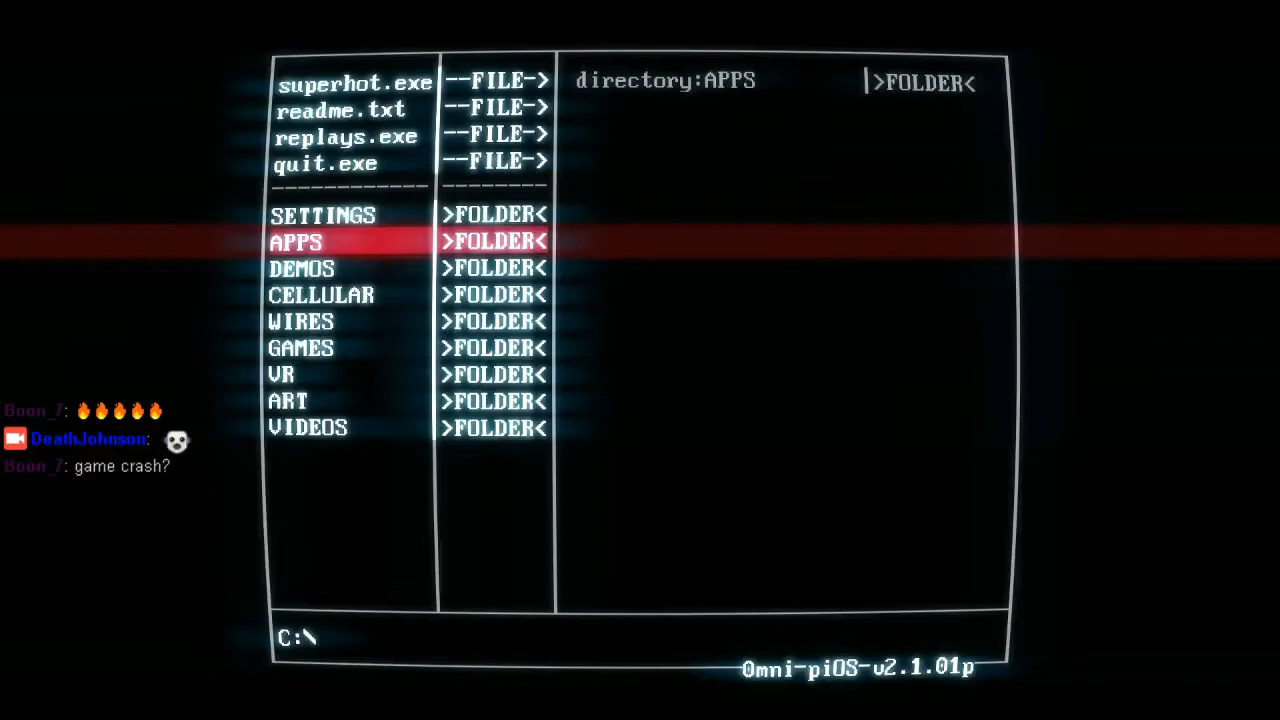 superhot.exe --FILE-> directory:APPS |>FOLDER<
readme.txt --FILE->
replays.exe --FILE->
quit.exe --FILE->
------------- --------
SETTINGS >FOLDER<
APPS >FOLDER<
DEMOS >FOLDER<
CELLULAR >FOLDER<
WIRES >FOLDER<
GAMES >FOLDER<
VR >FOLDER<
ART >FOLDER<
VIDEOS >FOLDER<
Boon_7: 🔥🔥🔥🔥🔥
DeathJohnson:
Boon_7: game crash?
C:\
0mni-piOS-v2.1.01p